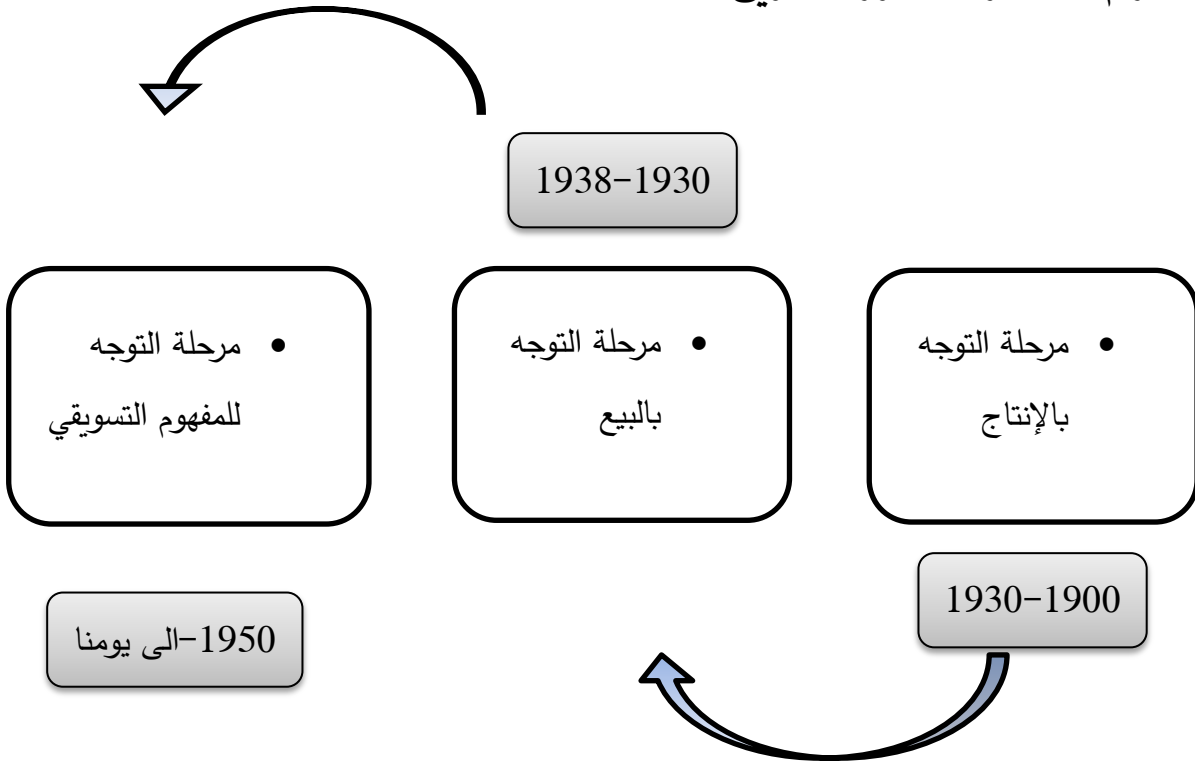 1938-1930
• مرحلة التوجه
بالإنتاج
• مرحلة التوجه
بالبيع
• مرحلة التوجه
للمفهوم التسويقي
1930-1900
1950-الى يومنا